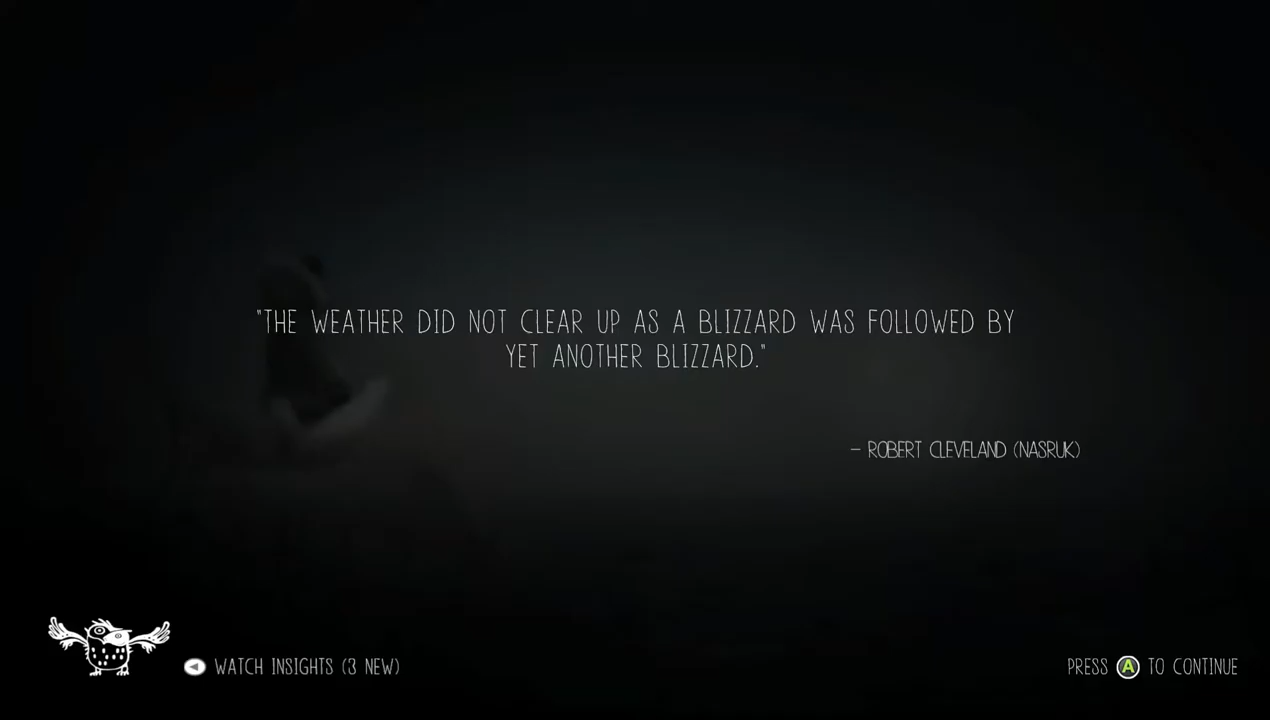 "THE WEATHER DID NOT CLEAR UP AS A BLIZZARD WAS FOLLOWED BY
YET ANOTHER BLIZZARD."
– ROBERT CLEVELAND (NASRUK)
WATCH INSIGHTS (3 NEW)
PRESS A TO CONTINUE